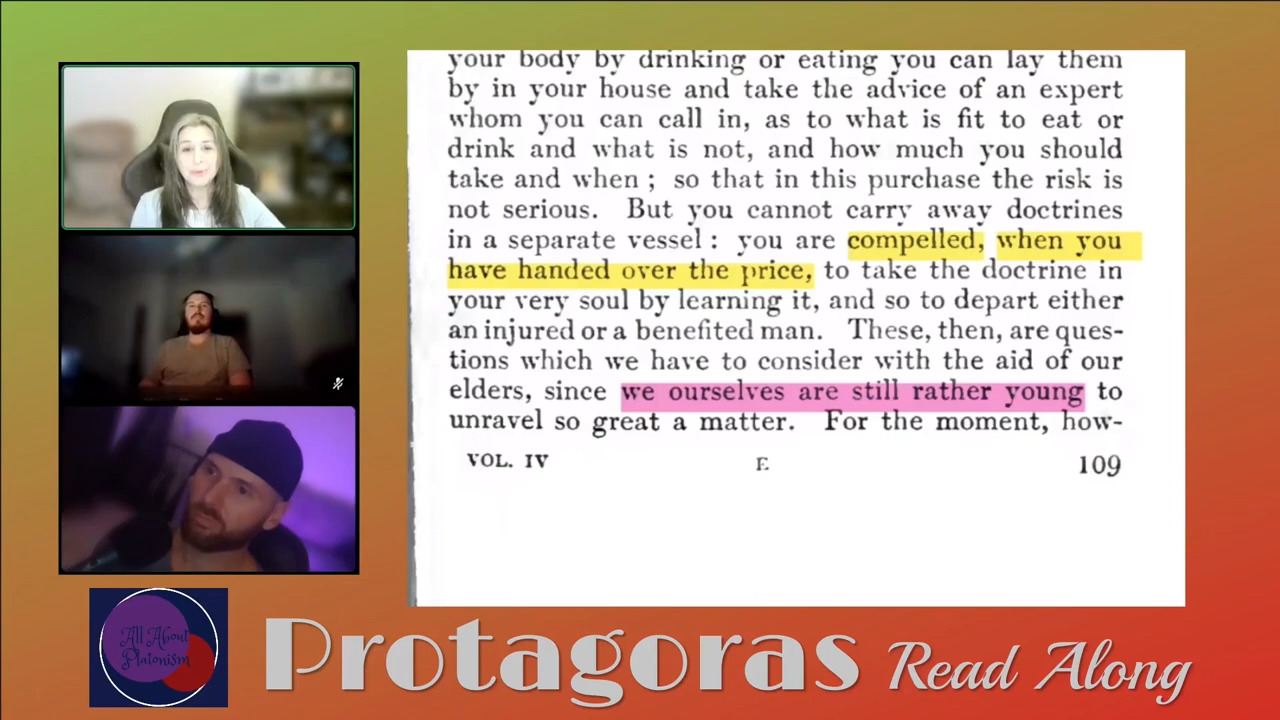 your body by drinking or eating you can lay them
by in your house and take the advice of an expert
whom you can call in, as to what is fit to eat or
drink and what is not, and how much you should
take and when ; so that in this purchase the risk is
not serious. But you cannot carry away doctrines
in a separate vessel : you are compelled, when you
have handed over the price, to take the doctrine in
your very soul by learning it, and so to depart either
an injured or a benefited man. These, then, are ques-
tions which we have to consider with the aid of our
elders, since we ourselves are still rather young to
unravel so great a matter. For the moment, how-
VOL. IV E 109
All About
Platonism
Protagoras Read Along